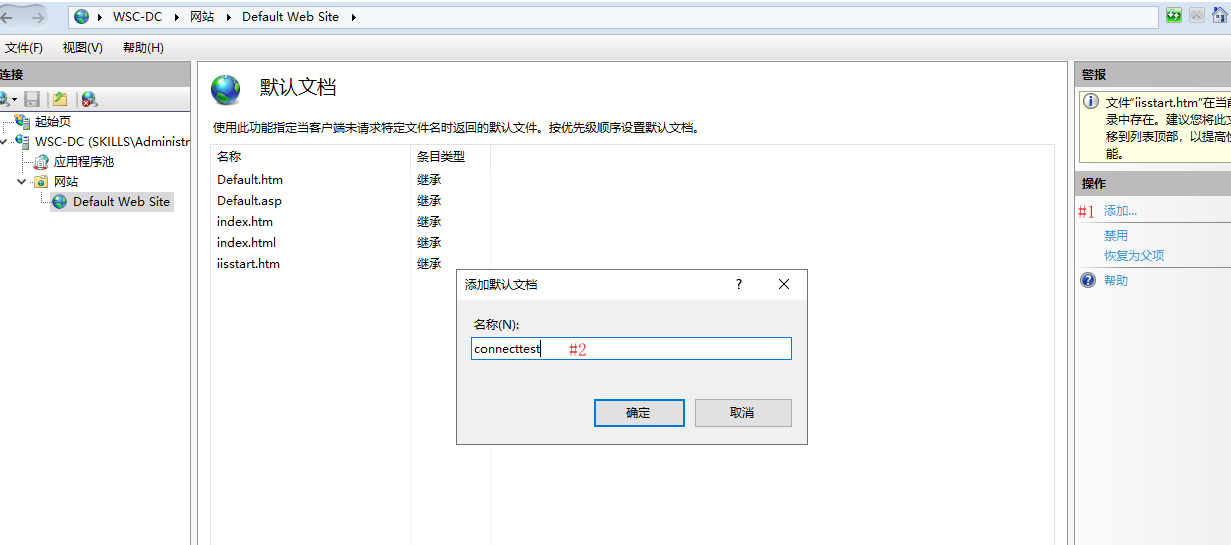 WSC-DC 网站 Default Web Site
文件(F) 视图(V) 帮助(H)
连接
起始页
WSC-DC (SKILLS\Administr
应用程序池
网站
Default Web Site
默认文档
使用此功能指定当客户端未请求特定文件名时返回的默认文件。按优先级顺序设置默认文档。
名称 条目类型
Default.htm 继承
Default.asp 继承
index.htm 继承
index.html 继承
iisstart.htm 继承
添加默认文档 ?
名称(N):
connecttest #2
确定 取消
警报
文件"iisstart.htm"在当前
录中存在。建议您将此文
移到列表顶部，以提高性
能。
操作
#1 添加...
禁用
恢复为父项
帮助